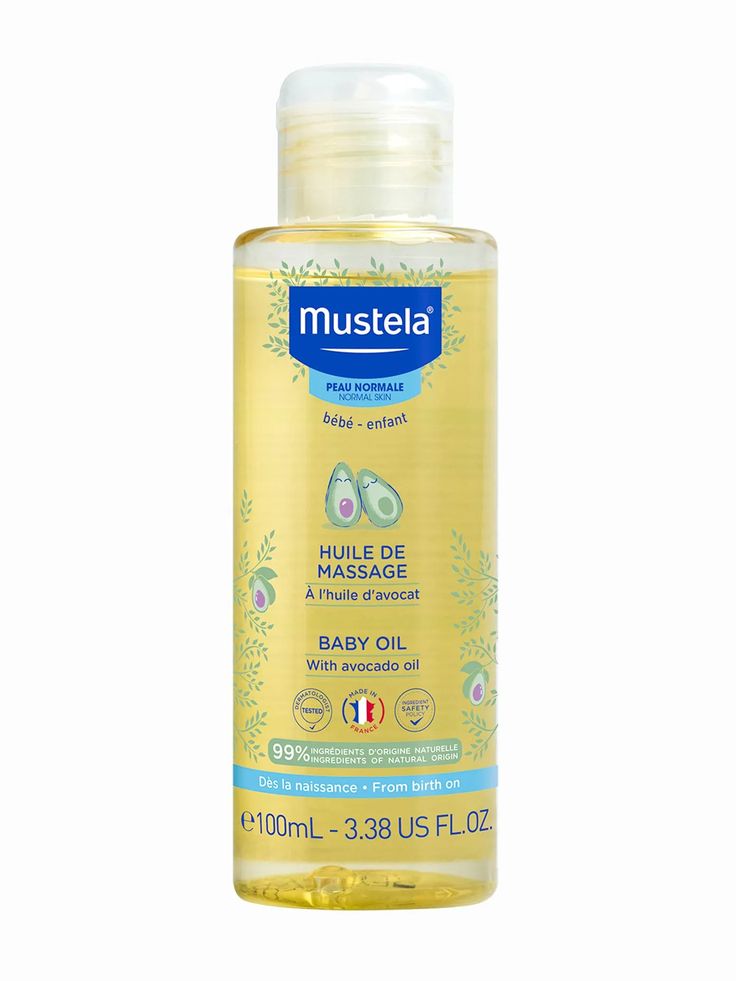 mustela®
PEAU NORMALE
NORMAL SKIN
bébé - enfant
HUILE DE
MASSAGE
À l'huile d'avocat
BABY OIL
With avocado oil
DERMATOLOGIST
TESTED
MADE IN
FRANCE
INGREDIENT
SAFETY
POLICY
99% INGRÉDIENTS D'ORIGINE NATURELLE
INGREDIENTS OF NATURAL ORIGIN
Dès la naissance • From birth on
℮100mL - 3.38 US FL.OZ.